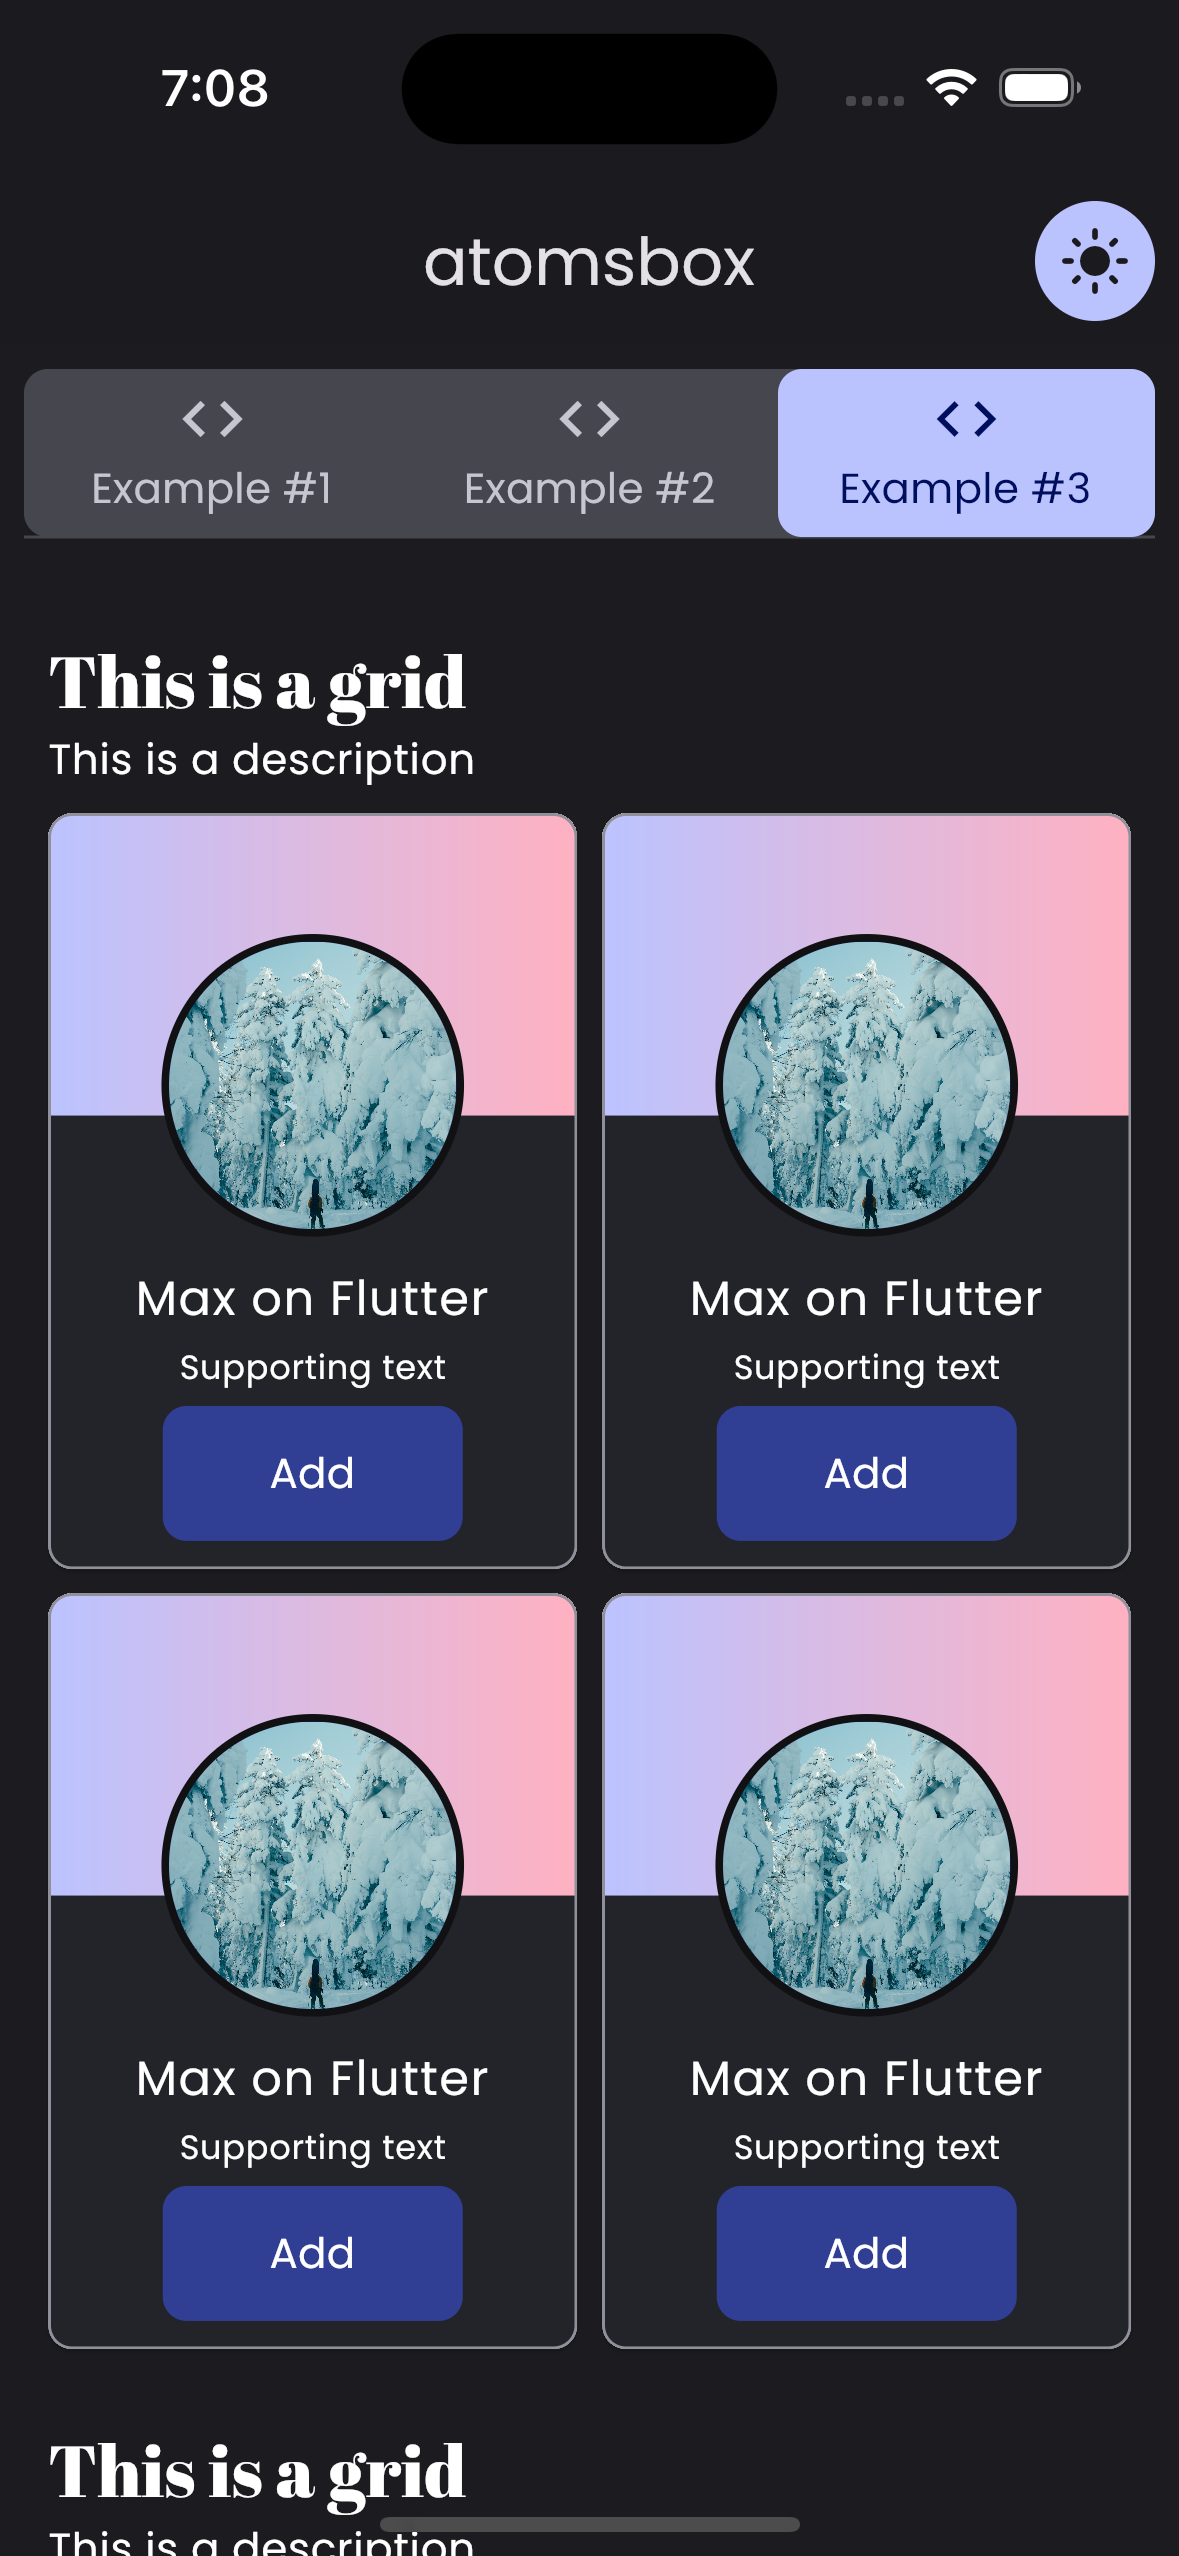 7:08
atomsbox
Example #1 Example #2 Example #3
This is a grid
This is a description
Max on Flutter Max on Flutter
Supporting text Supporting text
Add Add
Max on Flutter Max on Flutter
Supporting text Supporting text
Add Add
This is a grid
This is a description